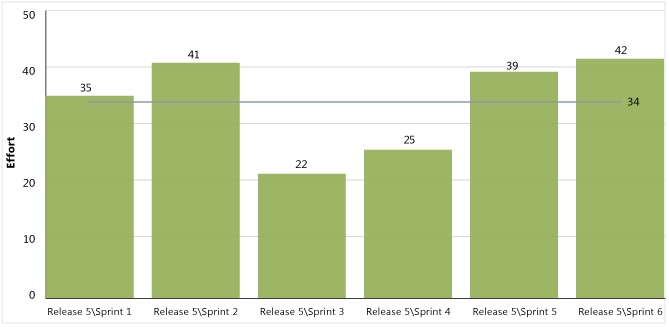 50
40
30
20
10
0
Effort
35
41
22
25
39
42
34
Release 5\Sprint 1
Release 5\Sprint 2
Release 5\Sprint 3
Release 5\Sprint 4
Release 5\Sprint 5
Release 5\Sprint 6